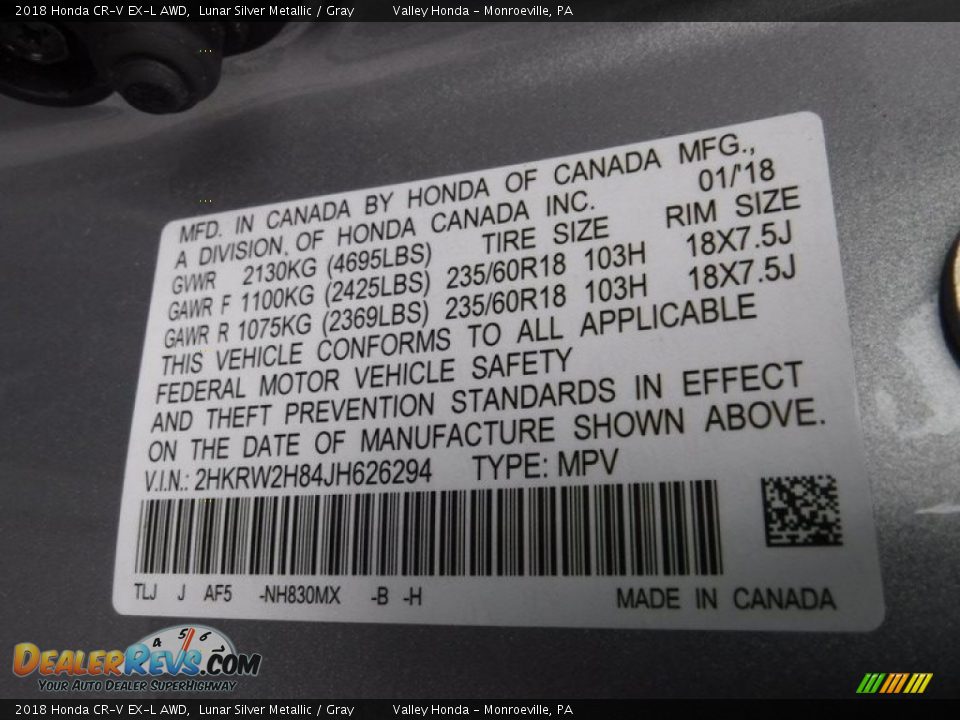 2018 Honda CR-V EX-L AWD, Lunar Silver Metallic / Gray Valley Honda - Monroeville, PA
MFD. IN CANADA BY HONDA OF CANADA MFG.,
A DIVISION OF HONDA CANADA INC. 01/'18
GVWR 2130KG (4695LBS) TIRE SIZE RIM SIZE
GAWR F 1100KG (2425LBS) 235/60R18 103H 18X7.5J
GAWR R 1075KG (2369LBS) 235/60R18 103H 18X7.5J
THIS VEHICLE CONFORMS TO ALL APPLICABLE
FEDERAL MOTOR VEHICLE SAFETY
AND THEFT PREVENTION STANDARDS IN EFFECT
ON THE DATE OF MANUFACTURE SHOWN ABOVE.
V.I.N.: 2HKRW2H84JH626294 TYPE: MPV
TLJ J AF5 -NH830MX -B -H MADE IN CANADA
4 5 6
DEALERREVS.COM
YOUR AUTO DEALER SUPERHIGHWAY
2018 Honda CR-V EX-L AWD, Lunar Silver Metallic / Gray Valley Honda - Monroeville, PA